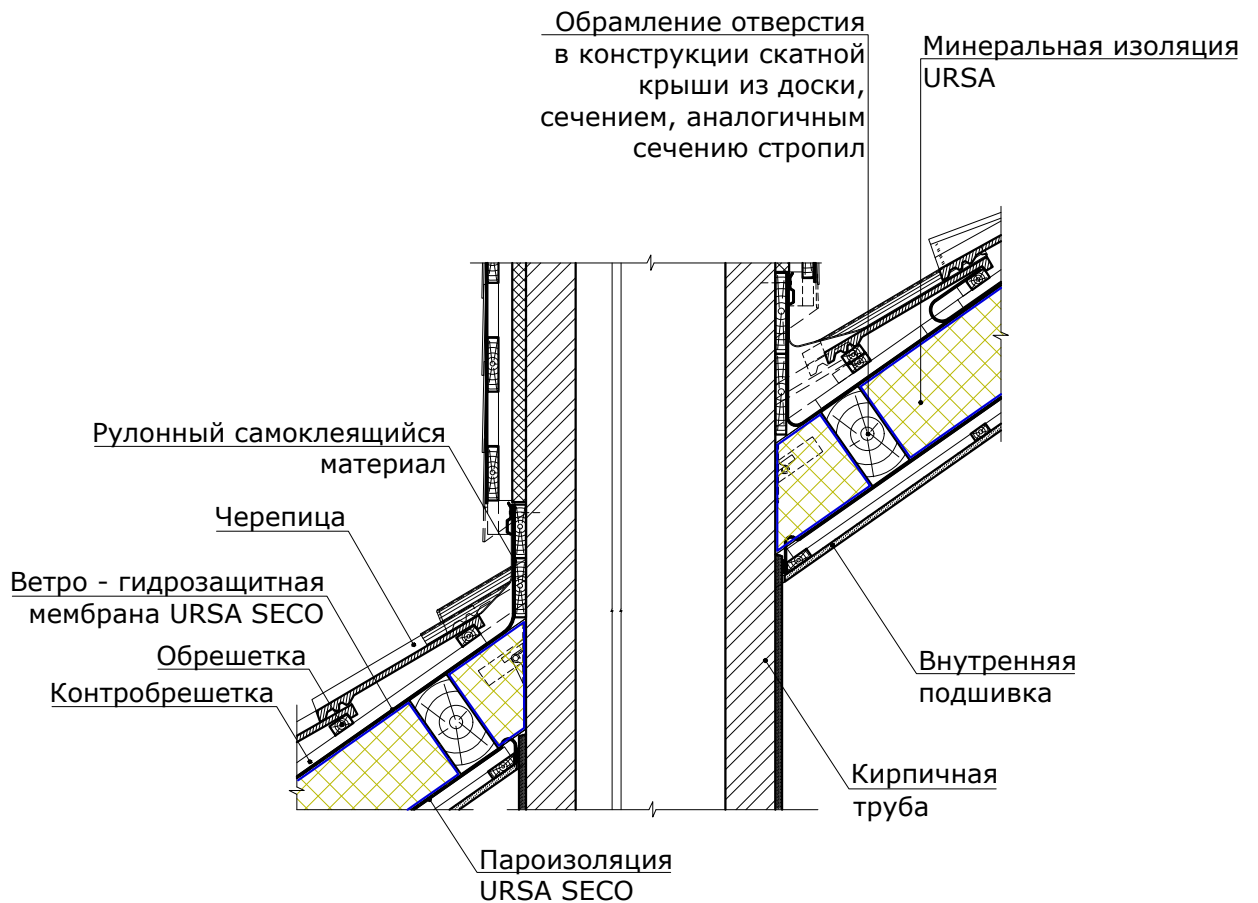 Обрамление отверстия
в конструкции скатной
крыши из доски,
сечением, аналогичным
сечению стропил
Минеральная изоляция
URSA
Рулонный самоклеящийся
материал
Черепица
Ветро - гидрозащитная
мембрана URSA SECO
Обрешетка
Контробрешетка
Внутренняя
подшивка
Кирпичная
труба
Пароизоляция
URSA SECO